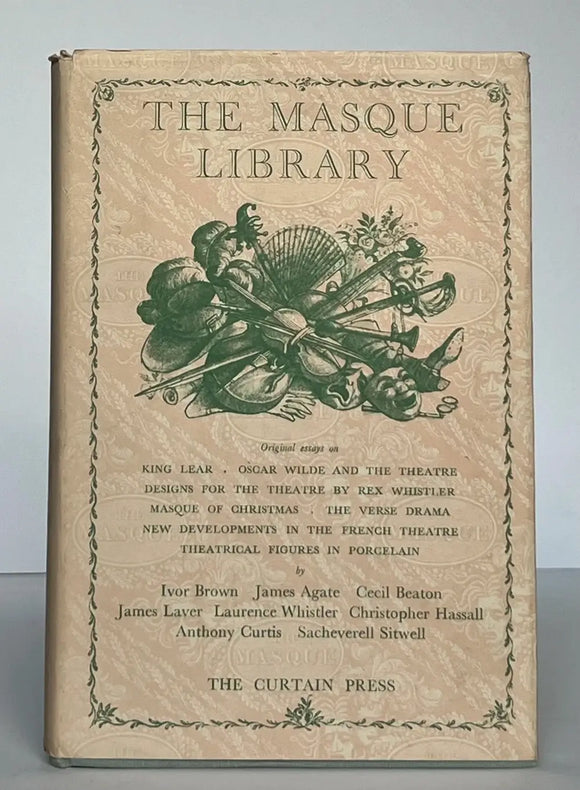 THE MASQUE
LIBRARY
Original essays on
KING LEAR . OSCAR WILDE AND THE THEATRE
DESIGNS FOR THE THEATRE BY REX WHISTLER
MASQUE OF CHRISTMAS . THE VERSE DRAMA
NEW DEVELOPMENTS IN THE FRENCH THEATRE
THEATRICAL FIGURES IN PORCELAIN
by
Ivor Brown James Agate Cecil Beaton
James Laver Laurence Whistler Christopher Hassall
Anthony Curtis Sacheverell Sitwell
THE CURTAIN PRESS